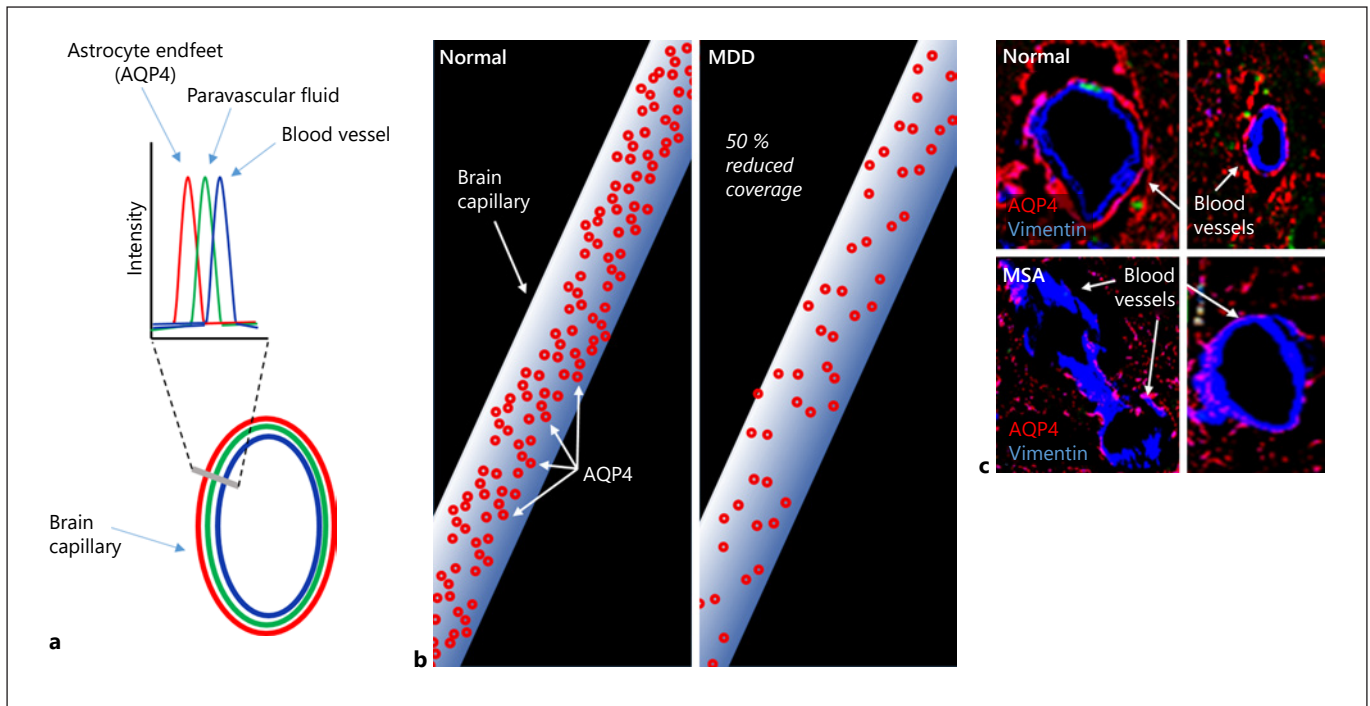 Astrocyte endfeet
(AQP4)
Paravascular fluid
Blood vessel
Intensity
Brain
capillary
a
Normal
Brain
capillary
AQP4
b
MDD
50 %
reduced
coverage
Normal
AQP4
Vimentin
Blood
vessels
MSA
Blood
vessels
AQP4
Vimentin
c